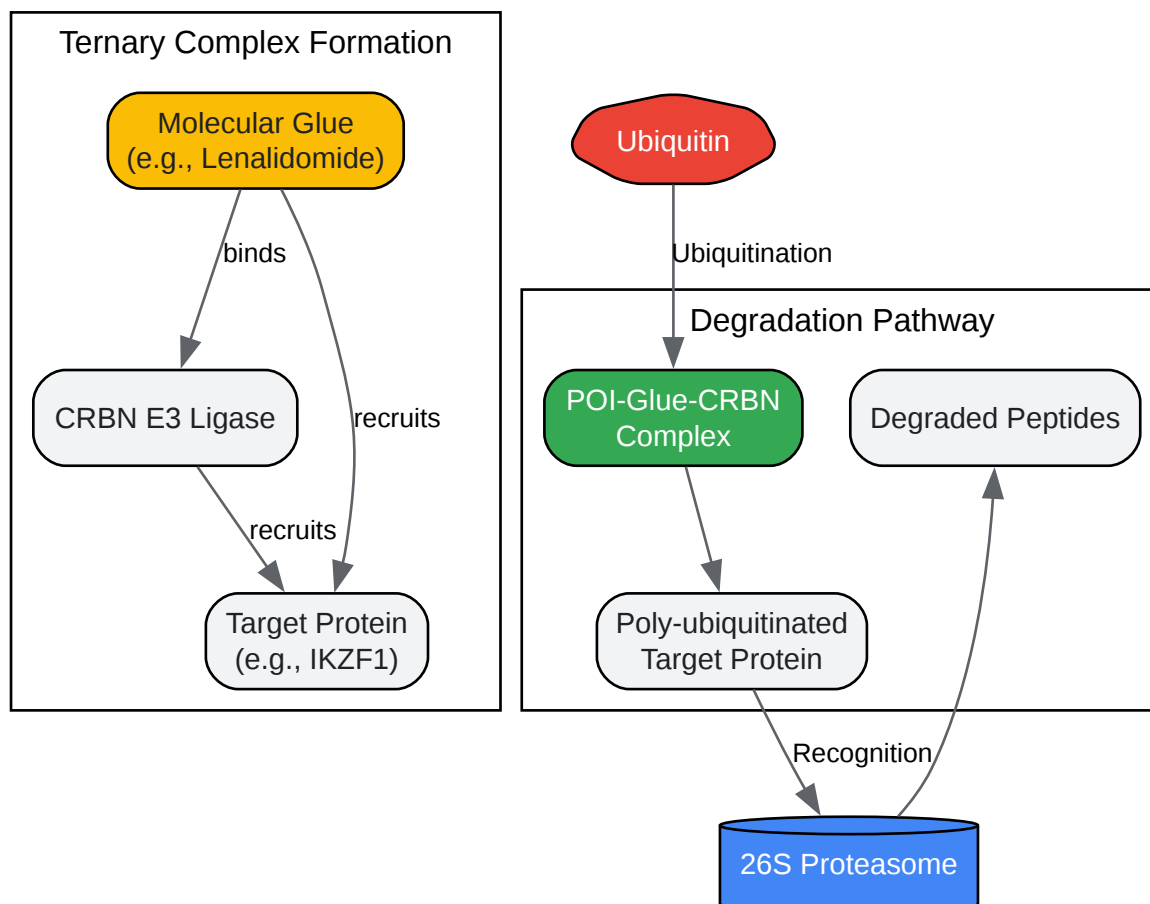 Ternary Complex Formation
Molecular Glue
(e.g., Lenalidomide)
binds
recruits
CRBN E3 Ligase
recruits
Target Protein
(e.g., IKZF1)
Ubiquitin
Ubiquitination
Degradation Pathway
POI-Glue-CRBN
Complex
Degraded Peptides
Poly-ubiquitinated
Target Protein
Recognition
26S Proteasome